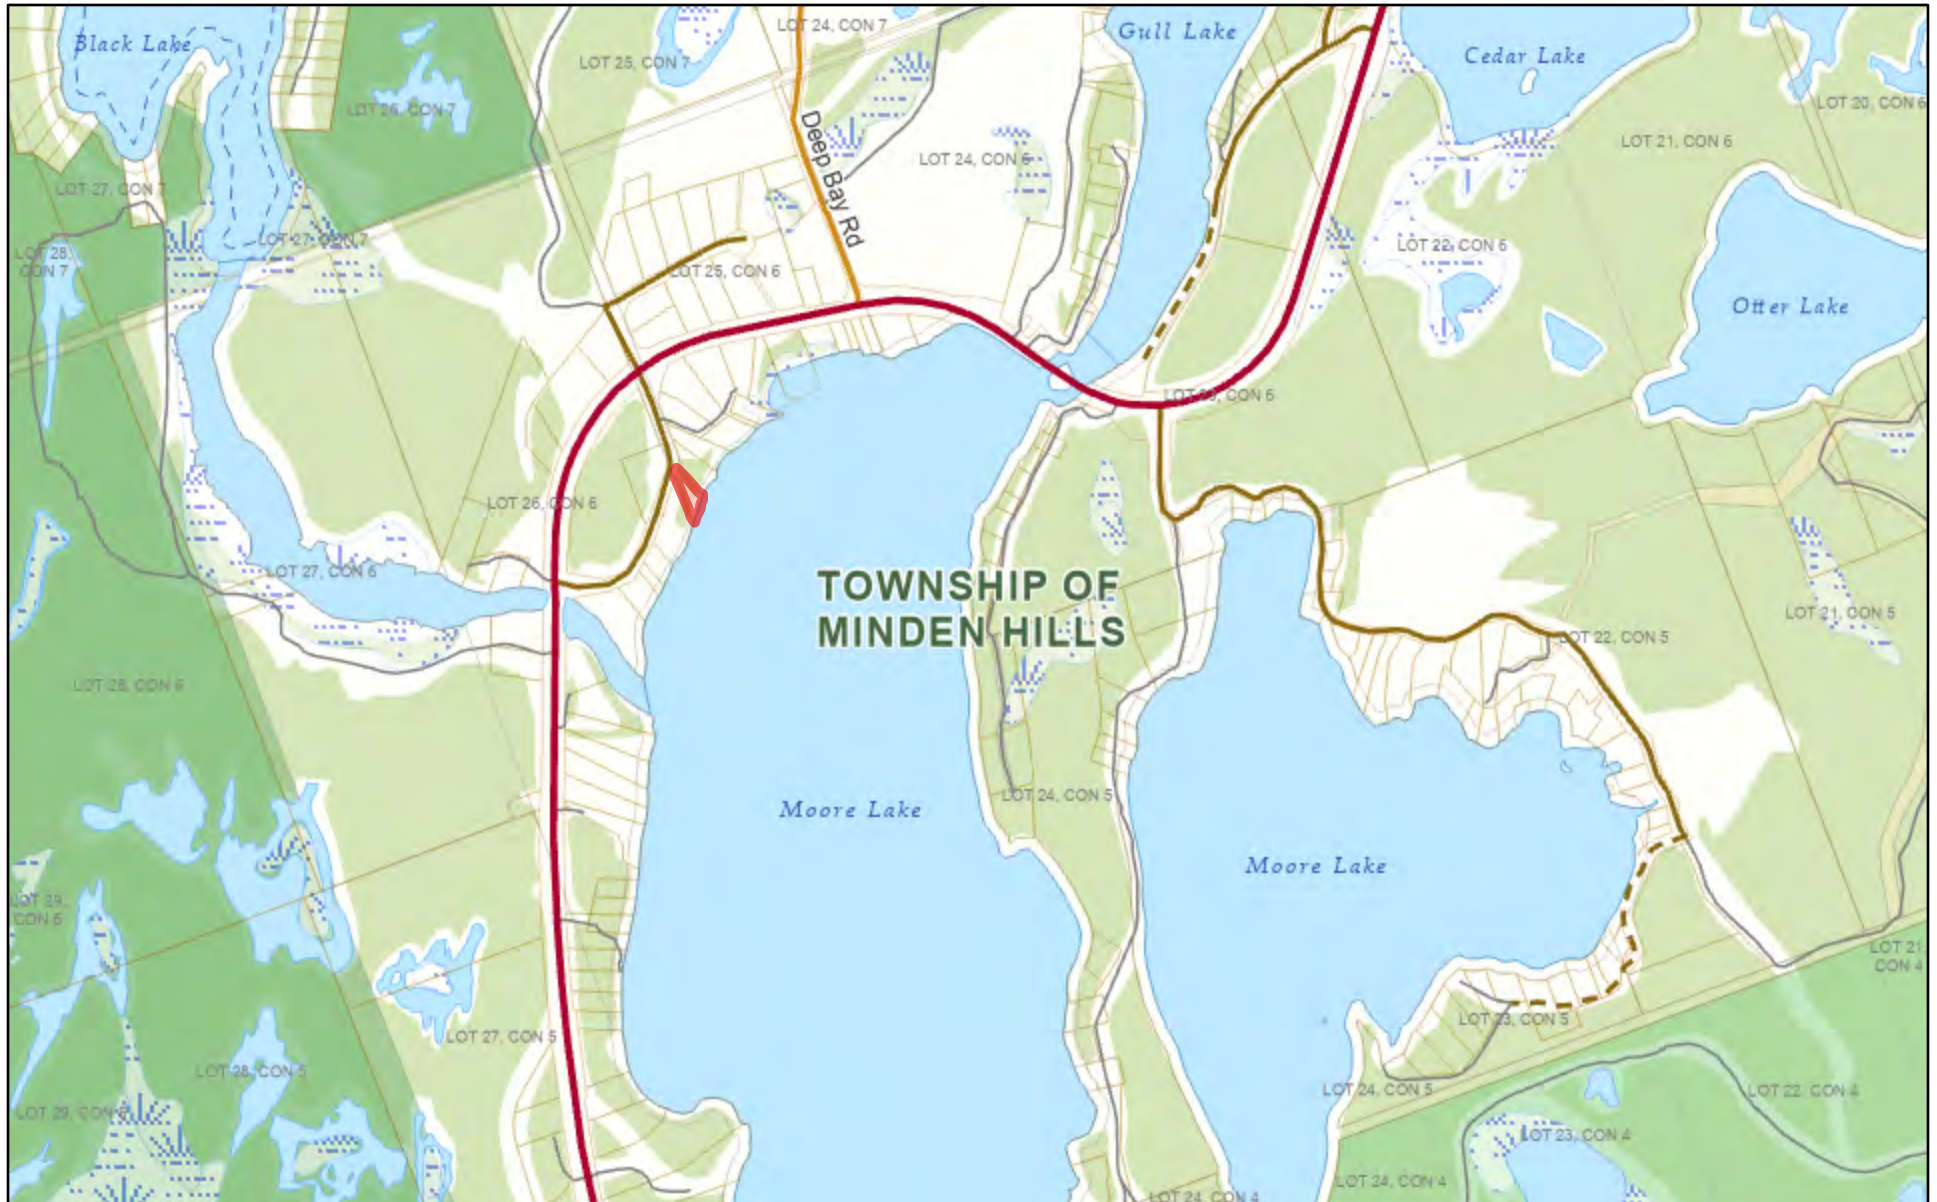 LOT 24, CON 7
Black Lake
Gull Lake
Cedar Lake
LOT 25, CON 7
LOT 26, CON 7
LOT 20, CON 6
Deep Bay Rd
LOT 21, CON 6
LOT 24, CON 6
LOT 27, CON 7
LOT 27, CON 7
LOT 22, CON 6
LOT 28,
CON 7
LOT 25, CON 6
Otter Lake
LOT 23, CON 6
LOT 26, CON 6
LOT 27, CON 6
TOWNSHIP OF
MINDEN HILLS
LOT 21, CON 5
LOT 22, CON 5
LOT 28, CON 6
LOT 24, CON 5
Moore Lake
Moore Lake
LOT 29,
CON 6
LOT 21
CON 4
LOT 23, CON 5
LOT 27, CON 5
LOT 28, CON 5
LOT 24, CON 5
LOT 22, CON 4
LOT 29, CON
LOT 23, CON 4
LOT 24, CON 4
LOT 24, CON 4